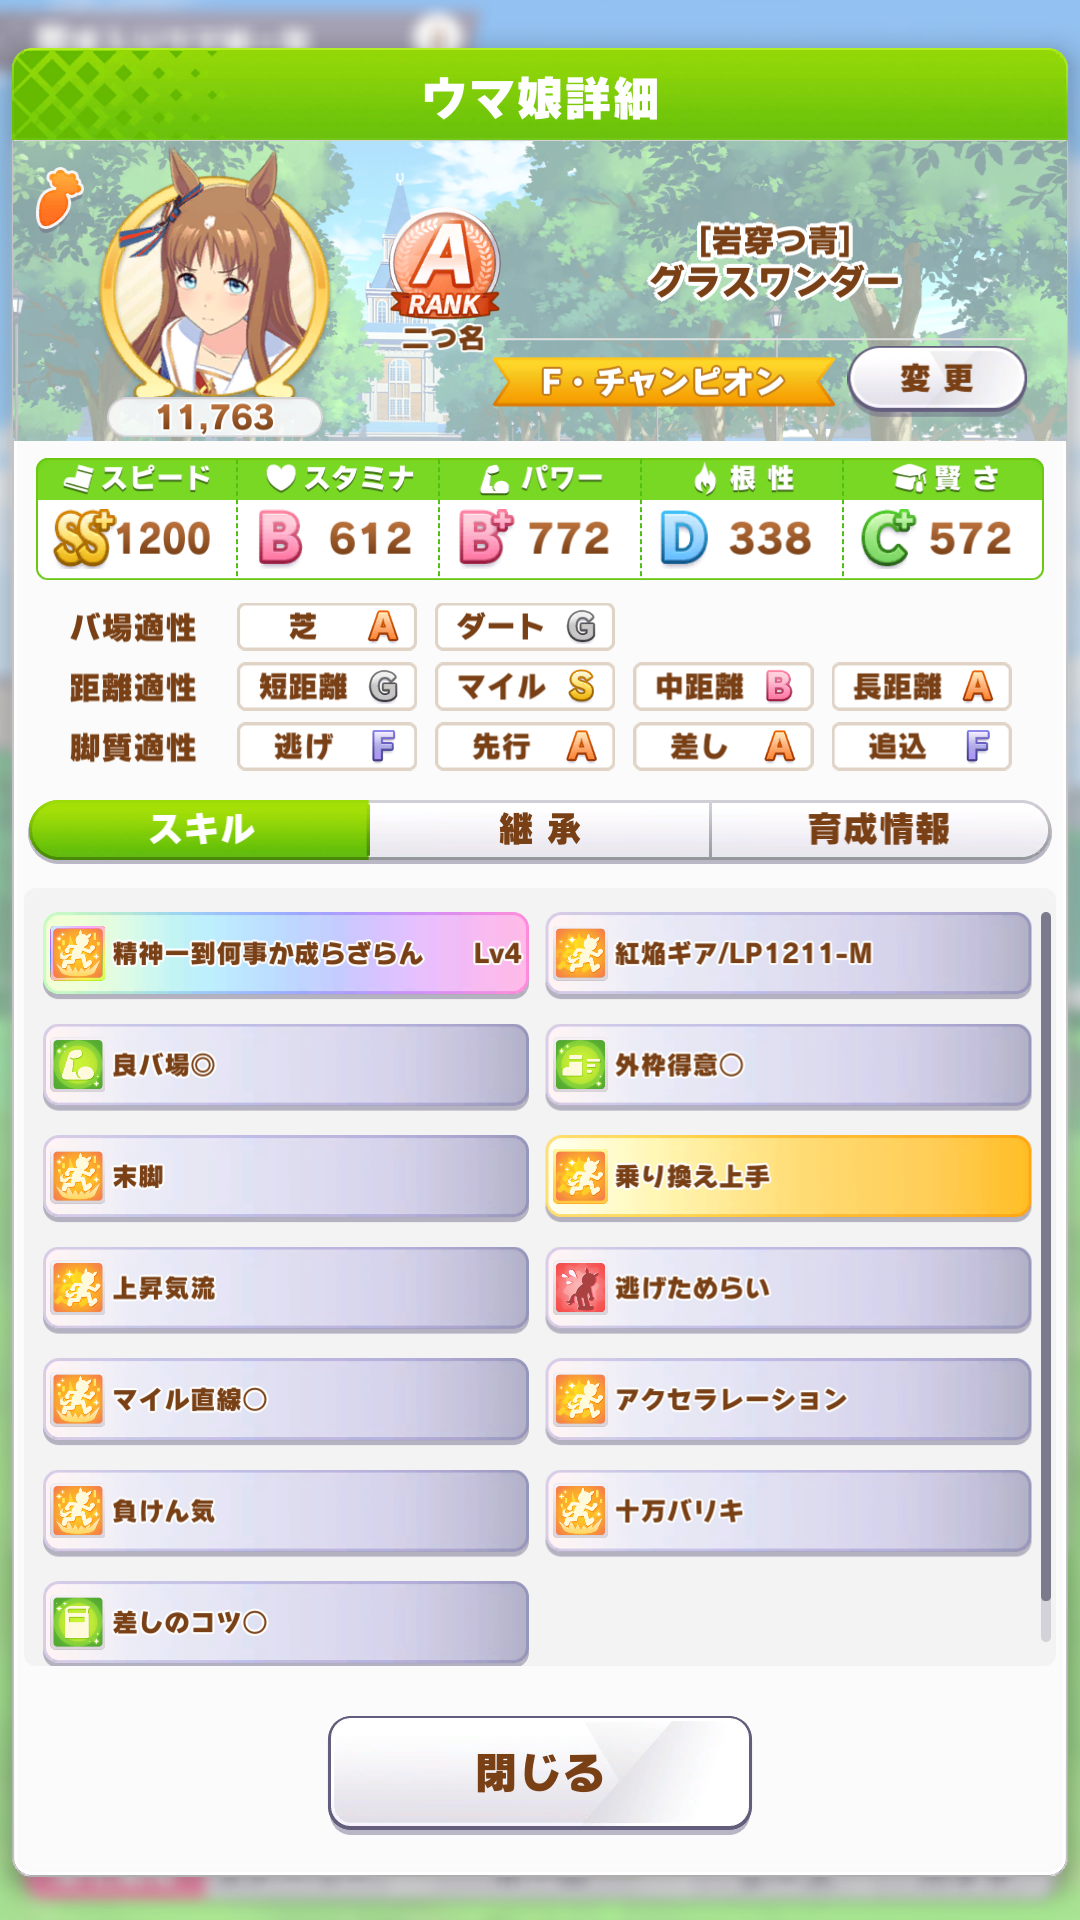 ウマ娘詳細
A
RANK
二つ名
[岩穿つ青]
グラスワンダー
F・チャンピオン
変更
11,763
スピード スタミナ パワー 根性 賢さ
SS+ 1200 B 612 B+ 772 D 338 C+ 572
バ場適性 芝 A ダート G
距離適性 短距離 G マイル S 中距離 B 長距離 A
脚質適性 逃げ F 先行 A 差し A 追込 F
スキル 継承 育成情報
精神一到何事か成らざらん Lv4 紅焔ギア/LP1211-M
良バ場◎ 外枠得意○
末脚 乗り換え上手
上昇気流 逃げためらい
マイル直線○ アクセラレーション
負けん気 十万バリキ
差しのコツ○
閉じる